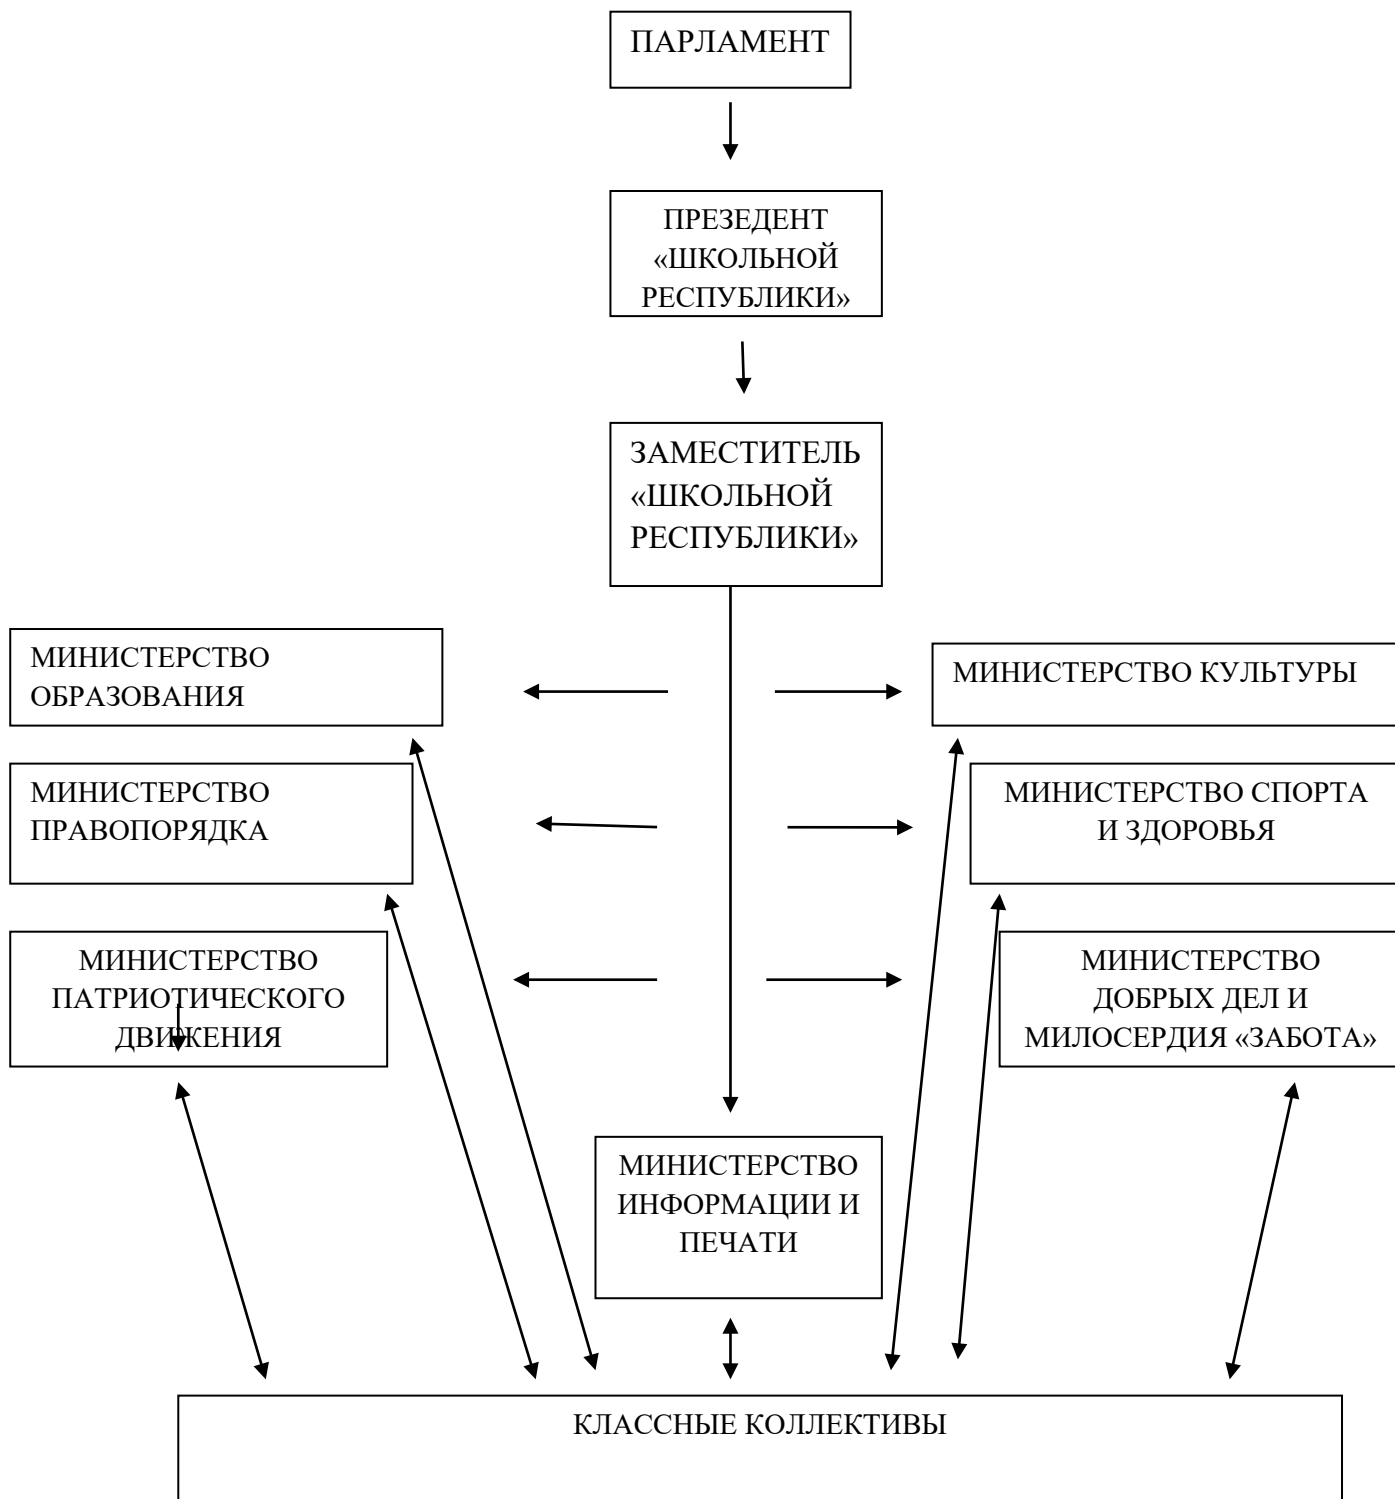 ПАРЛАМЕНТ
ПРЕЗЕДЕНТ
«ШКОЛЬНОЙ
РЕСПУБЛИКИ»
ЗАМЕСТИТЕЛЬ
«ШКОЛЬНОЙ
РЕСПУБЛИКИ»
МИНИСТЕРСТВО
ОБРАЗОВАНИЯ
МИНИСТЕРСТВО КУЛЬТУРЫ
МИНИСТЕРСТВО
ПРАВОПОРЯДКА
МИНИСТЕРСТВО СПОРТА
И ЗДОРОВЬЯ
МИНИСТЕРСТВО
ПАТРИОТИЧЕСКОГО
ДВИЖЕНИЯ
МИНИСТЕРСТВО
ДОБРЫХ ДЕЛ И
МИЛОСЕРДИЯ «ЗАБОТА»
МИНИСТЕРСТВО
ИНФОРМАЦИИ И
ПЕЧАТИ
КЛАССНЫЕ КОЛЛЕКТИВЫ